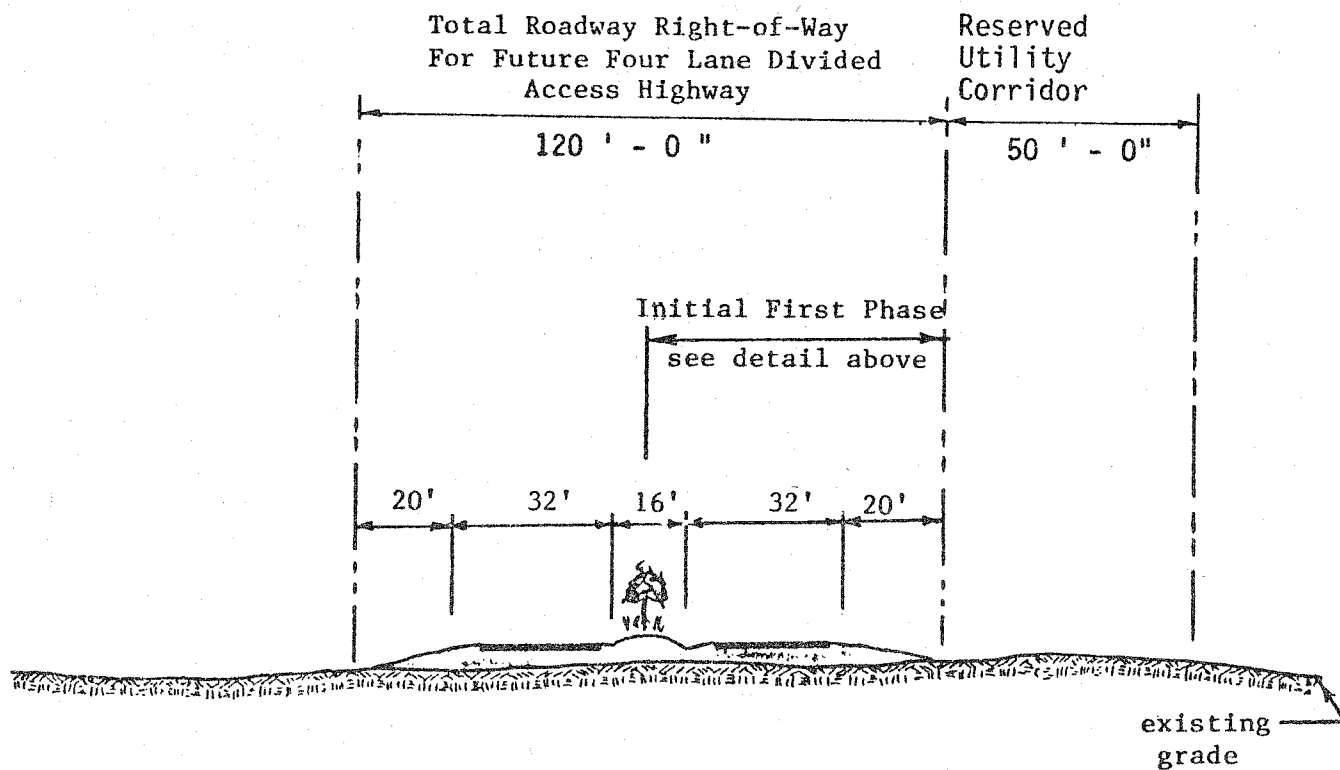 Total Roadway Right-of-Way
For Future Four Lane Divided
Access Highway
Reserved
Utility
Corridor
120 ' - 0 "
50 ' - 0"
Initial First Phase
see detail above
20'
32'
16'
32'
20'
existing
grade